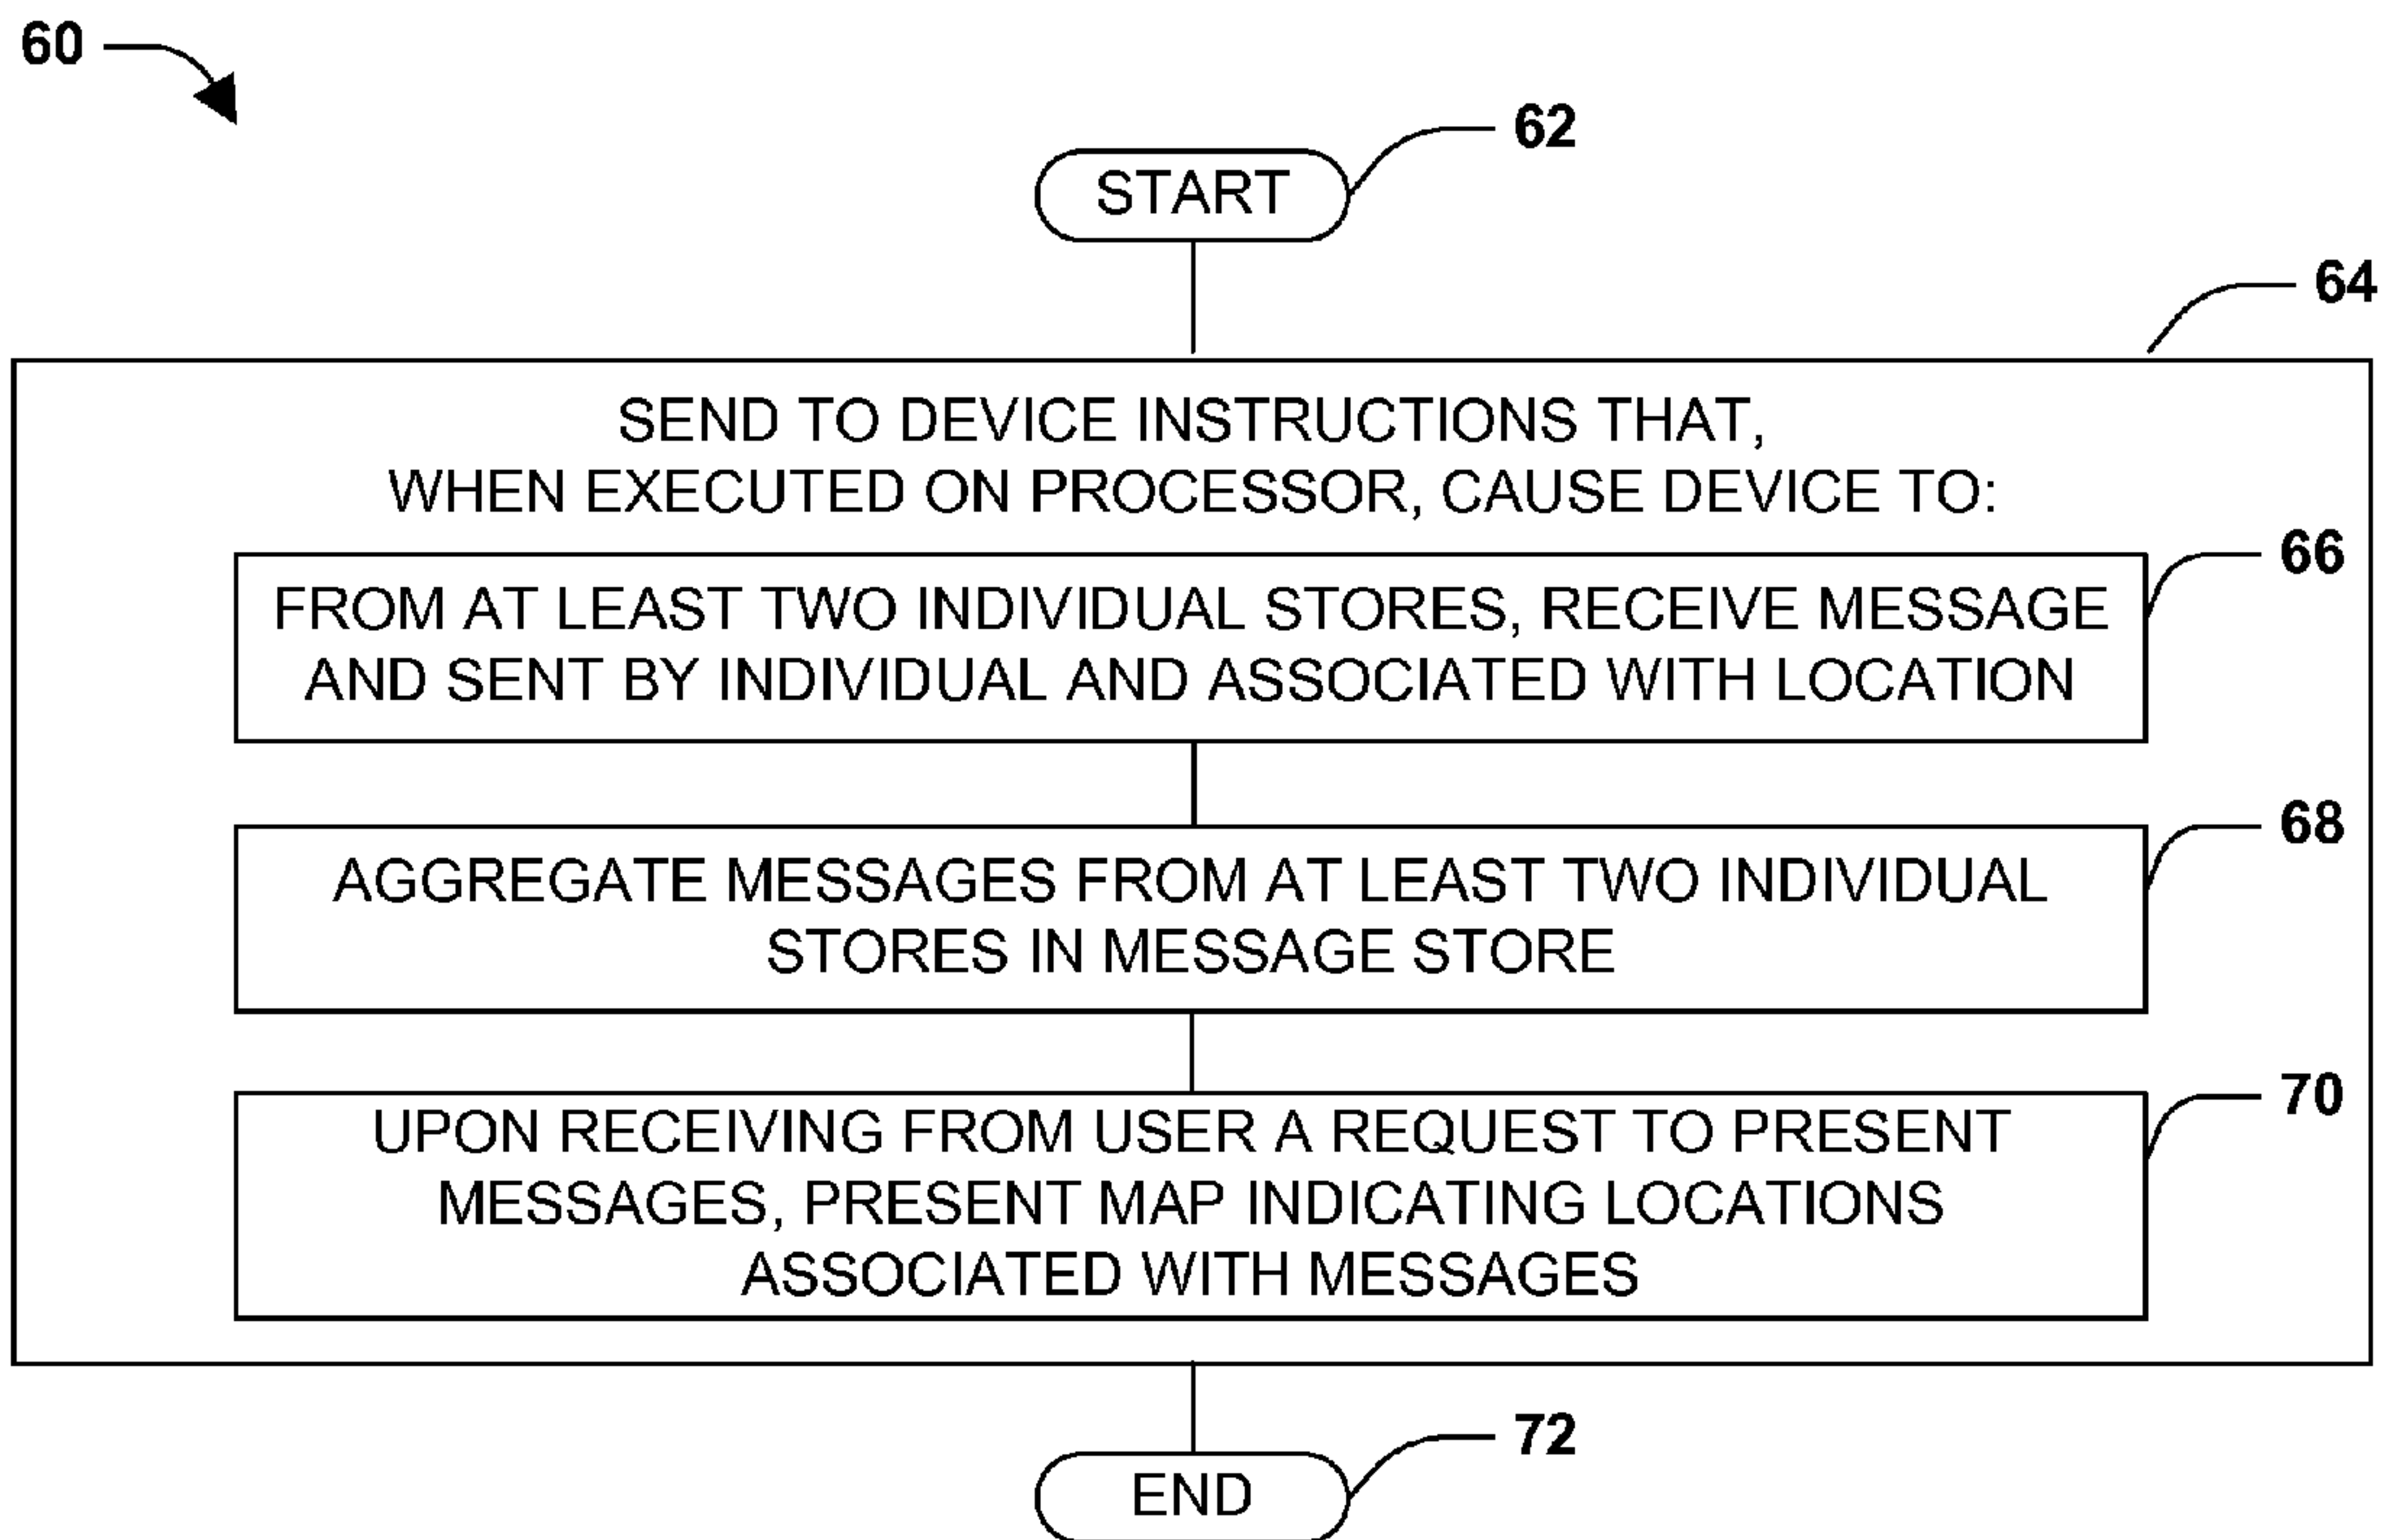 60
62
START
64
SEND TO DEVICE INSTRUCTIONS THAT,
WHEN EXECUTED ON PROCESSOR, CAUSE DEVICE TO:
66
FROM AT LEAST TWO INDIVIDUAL STORES, RECEIVE MESSAGE
AND SENT BY INDIVIDUAL AND ASSOCIATED WITH LOCATION
68
AGGREGATE MESSAGES FROM AT LEAST TWO INDIVIDUAL
STORES IN MESSAGE STORE
70
UPON RECEIVING FROM USER A REQUEST TO PRESENT
MESSAGES, PRESENT MAP INDICATING LOCATIONS
ASSOCIATED WITH MESSAGES
72
END